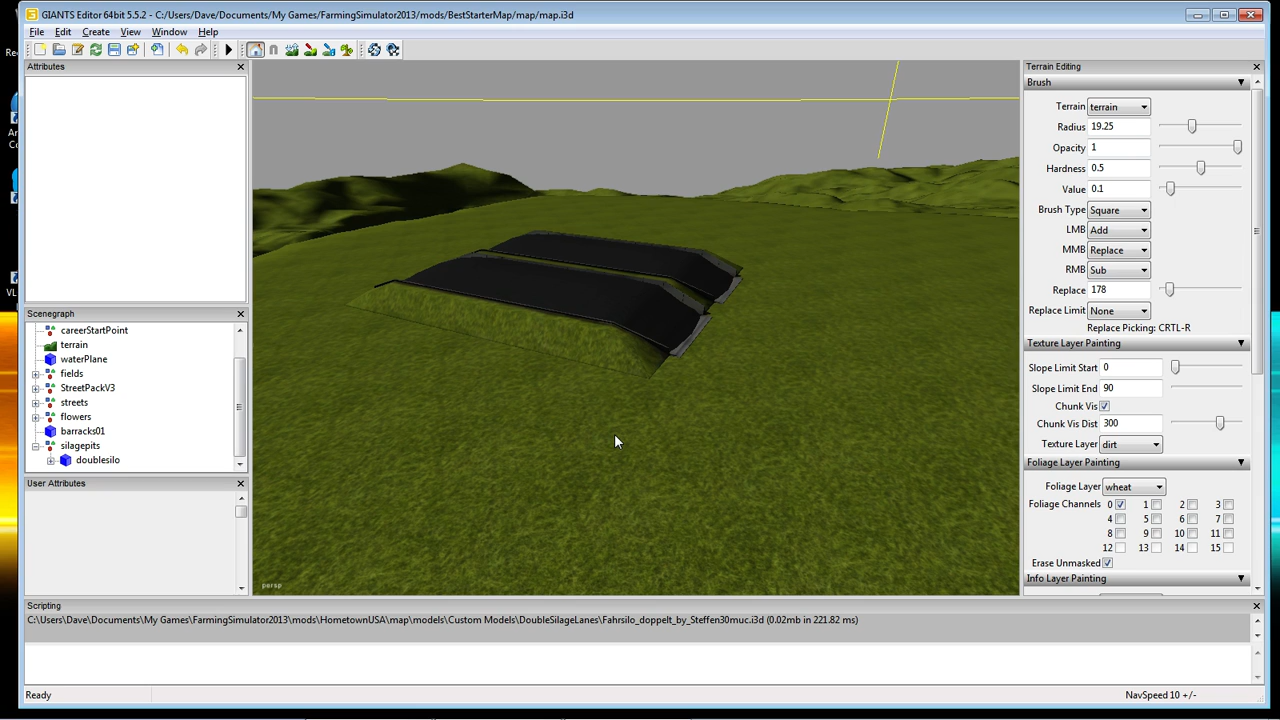 GIANTS Editor 64bit 5.5.2 - C:/Users/Dave/Documents/My Games/FarmingSimulator2013/mods/BestStarterMap/map/map.i3d
File Edit Create View Window Help
Attributes
Scenegraph
careerStartPoint
terrain
waterPlane
fields
StreetPackV3
streets
flowers
barracks01
silagepits
doublesilo
User Attributes
persp
Terrain Editing
Brush
Terrain terrain
Radius 19.25
Opacity 1
Hardness 0.5
Value 0.1
Brush Type Square
LMB Add
MMB Replace
RMB Sub
Replace 178
Replace Limit None
Replace Picking: CRTL-R
Texture Layer Painting
Slope Limit Start 0
Slope Limit End 90
Chunk Vis
Chunk Vis Dist 300
Texture Layer dirt
Foliage Layer Painting
Foliage Layer wheat
Foliage Channels 0 1 2 3
4 5 6 7
8 9 10 11
12 13 14 15
Erase Unmasked
Info Layer Painting
Scripting
C:\Users\Dave\Documents\My Games\FarmingSimulator2013\mods\HometownUSA\map\models\Custom Models\DoubleSilageLanes\Fahrsilo_doppelt_by_Steffen30muc.i3d (0.02mb in 221.82 ms)
Ready
NavSpeed 10 +/-